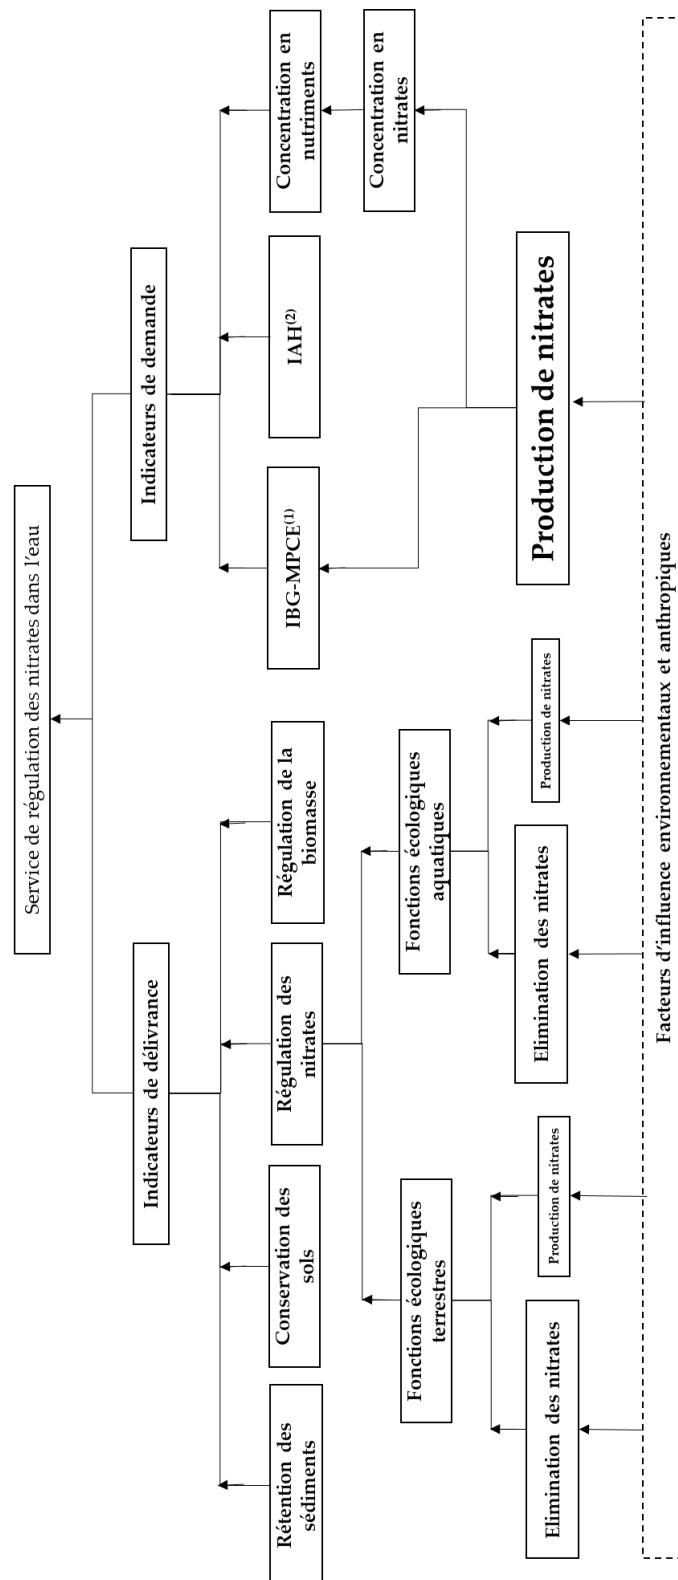 Service de régulation des nitrates dans l'eau
Indicateurs de délivrance
Indicateurs de demande
Rétention des
sédiments
Conservation des
sols
Régulation des
nitrates
Régulation de la
biomasse
IBG-MPCE(1)
IAH(2)
Concentration en
nutriments
Concentration en
nitrates
Fonctions écologiques
terrestres
Fonctions écologiques
aquatiques
Elimination des nitrates
Production de nitrates
Elimination des nitrates
Production de nitrates
Production de nitrates
Facteurs d'influence environnementaux et anthropiques